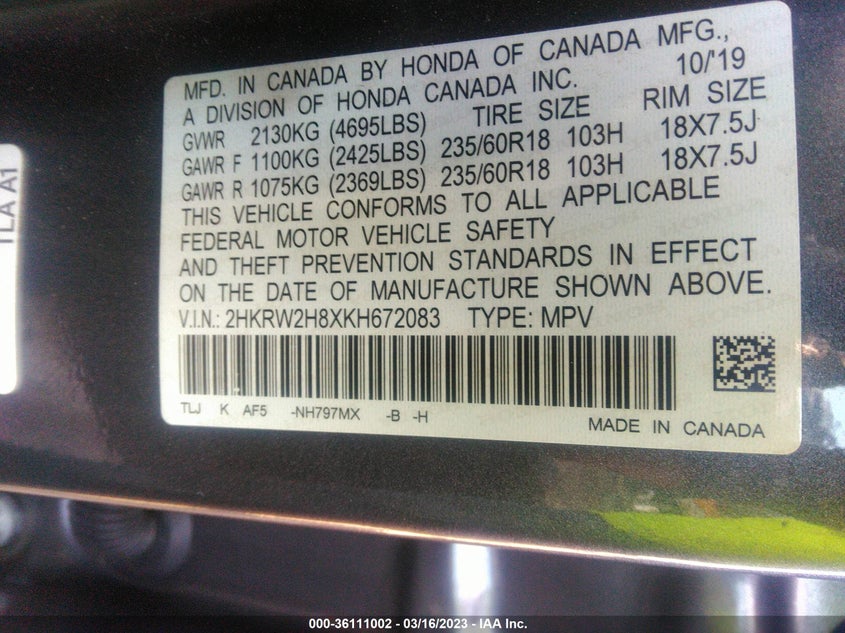 MFD. IN CANADA BY HONDA OF CANADA MFG.,
A DIVISION OF HONDA CANADA INC. 10/'19
GVWR 2130KG (4695LBS) TIRE SIZE RIM SIZE
GAWR F 1100KG (2425LBS) 235/60R18 103H 18X7.5J
GAWR R 1075KG (2369LBS) 235/60R18 103H 18X7.5J
THIS VEHICLE CONFORMS TO ALL APPLICABLE
FEDERAL MOTOR VEHICLE SAFETY
AND THEFT PREVENTION STANDARDS IN EFFECT
ON THE DATE OF MANUFACTURE SHOWN ABOVE.
V.I.N.: 2HKRW2H8XKH672083 TYPE: MPV
TLJ K AF5 -NH797MX -B -H
MADE IN CANADA
TLA A1
000-36111002 - 03/16/2023 - IAA Inc.